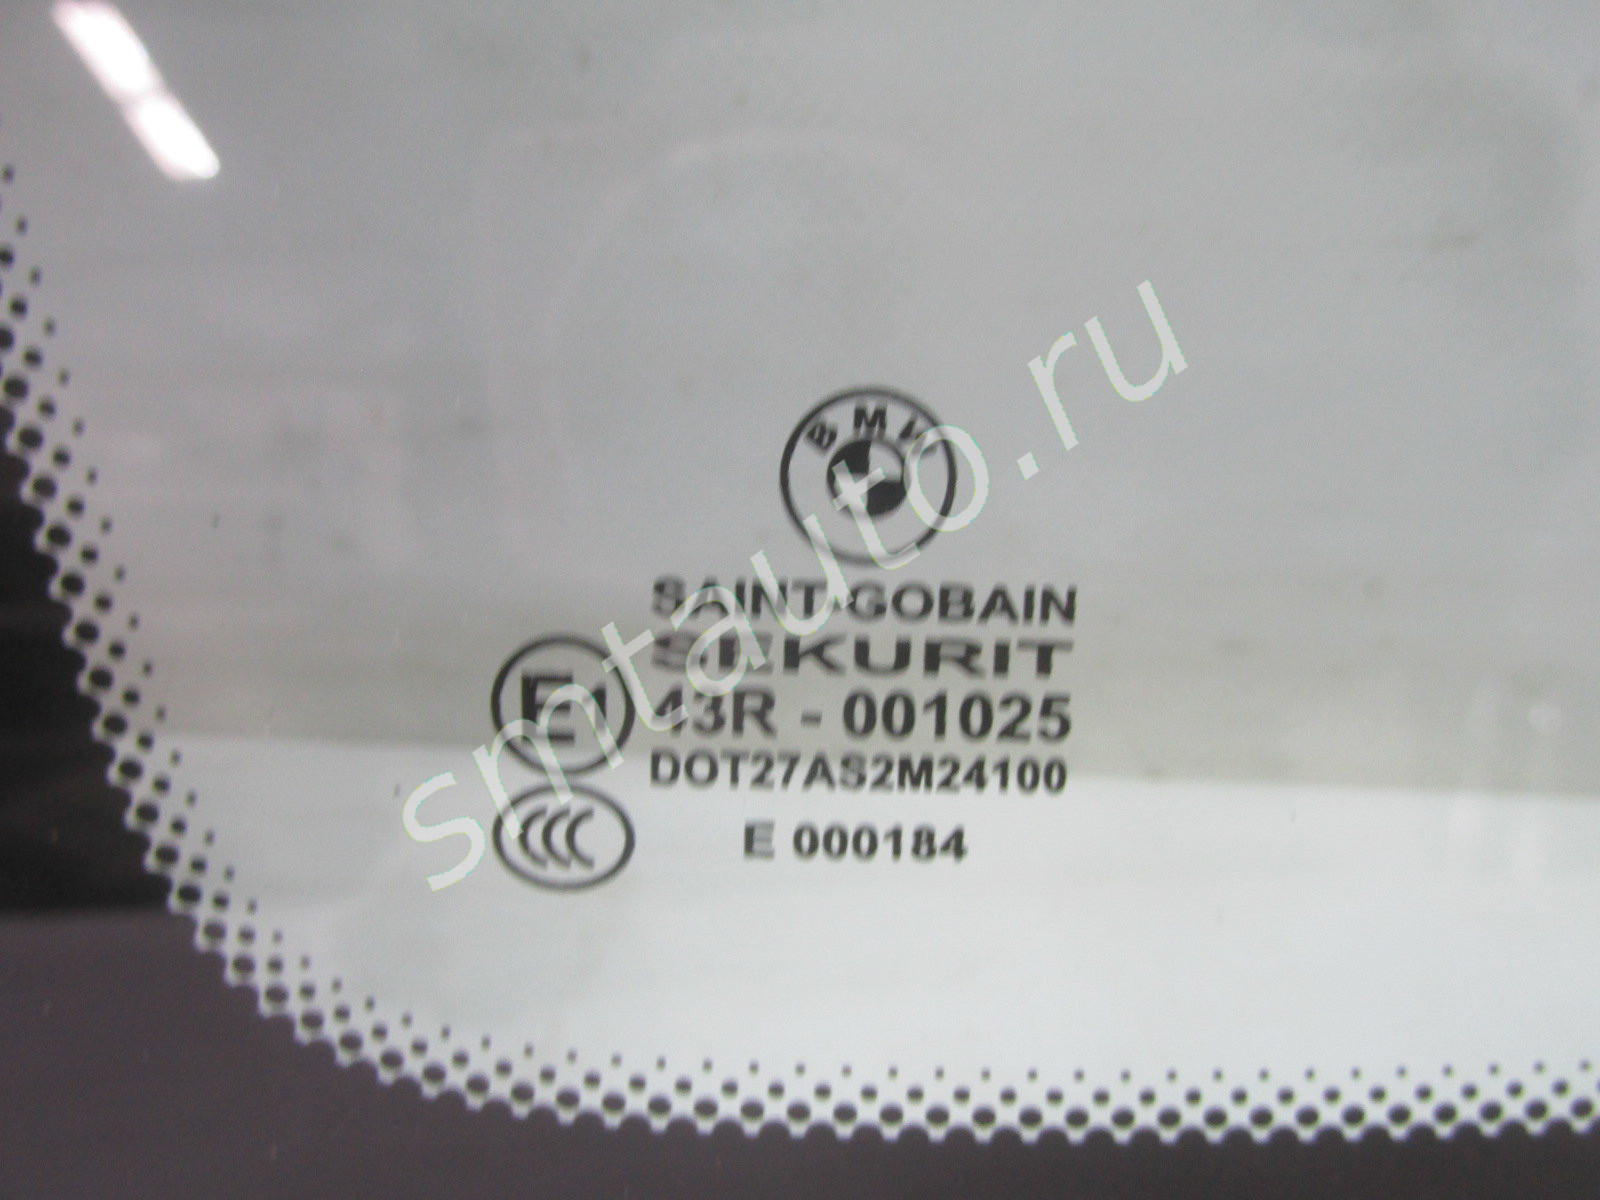 BMW
SAINT-GOBAIN
SEKURIT
E1 43R - 001025
DOT27AS2M24100
CCC E 000184
smtauto.ru